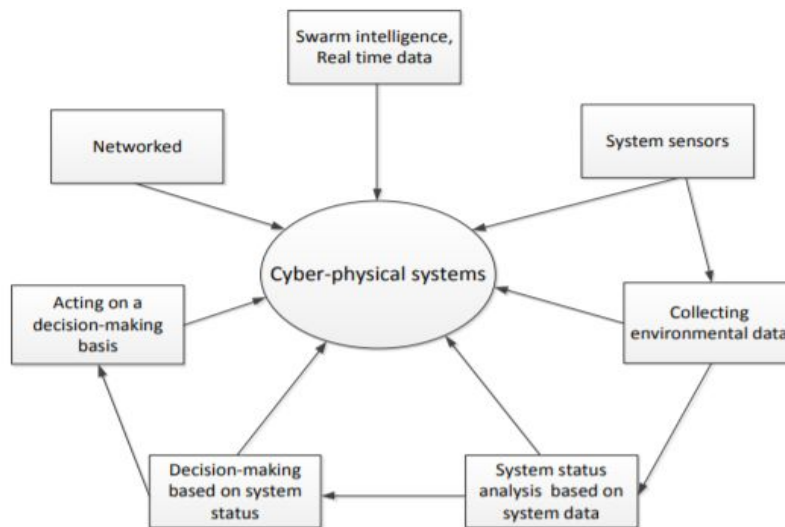 Swarm intelligence,
Real time data
Networked
System sensors
Cyber-physical systems
Acting on a
decision-making
basis
Collecting
environmental data
Decision-making
based on system
status
System status
analysis based on
system data